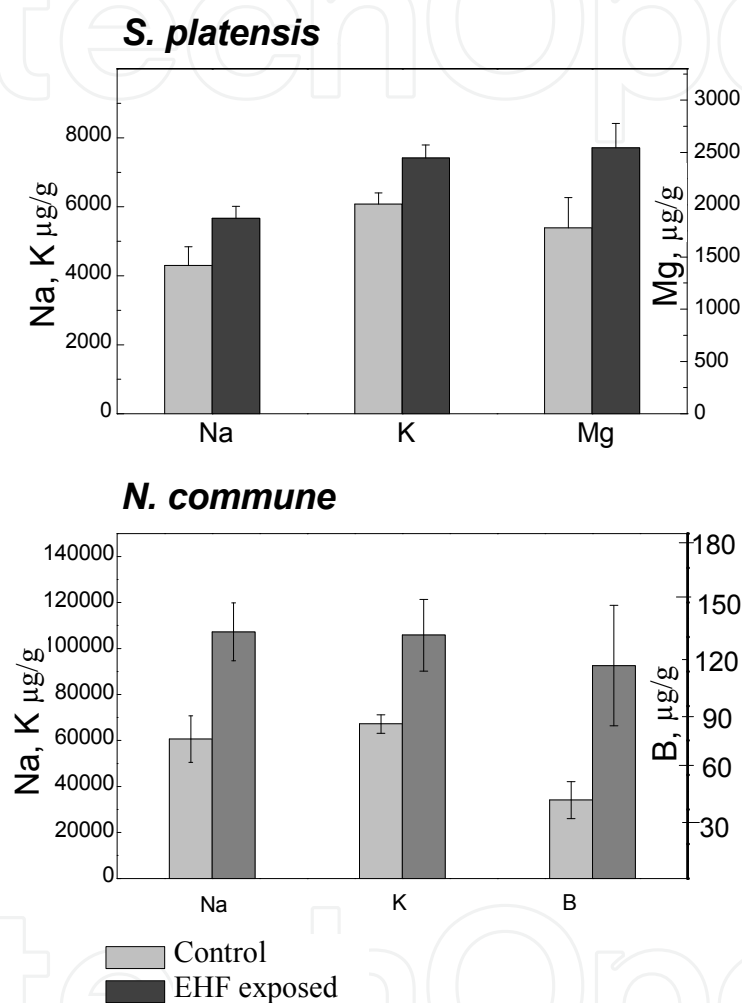 S. platensis
Na, K µg/g
8000
6000
4000
2000
0
Mg, µg/g
3000
2500
2000
1500
1000
500
0
Na K Mg
N. commune
Na, K µg/g
140000
120000
100000
80000
60000
40000
20000
0
B, µg/g
180
150
120
90
60
30
Na K B
Control
EHF exposed